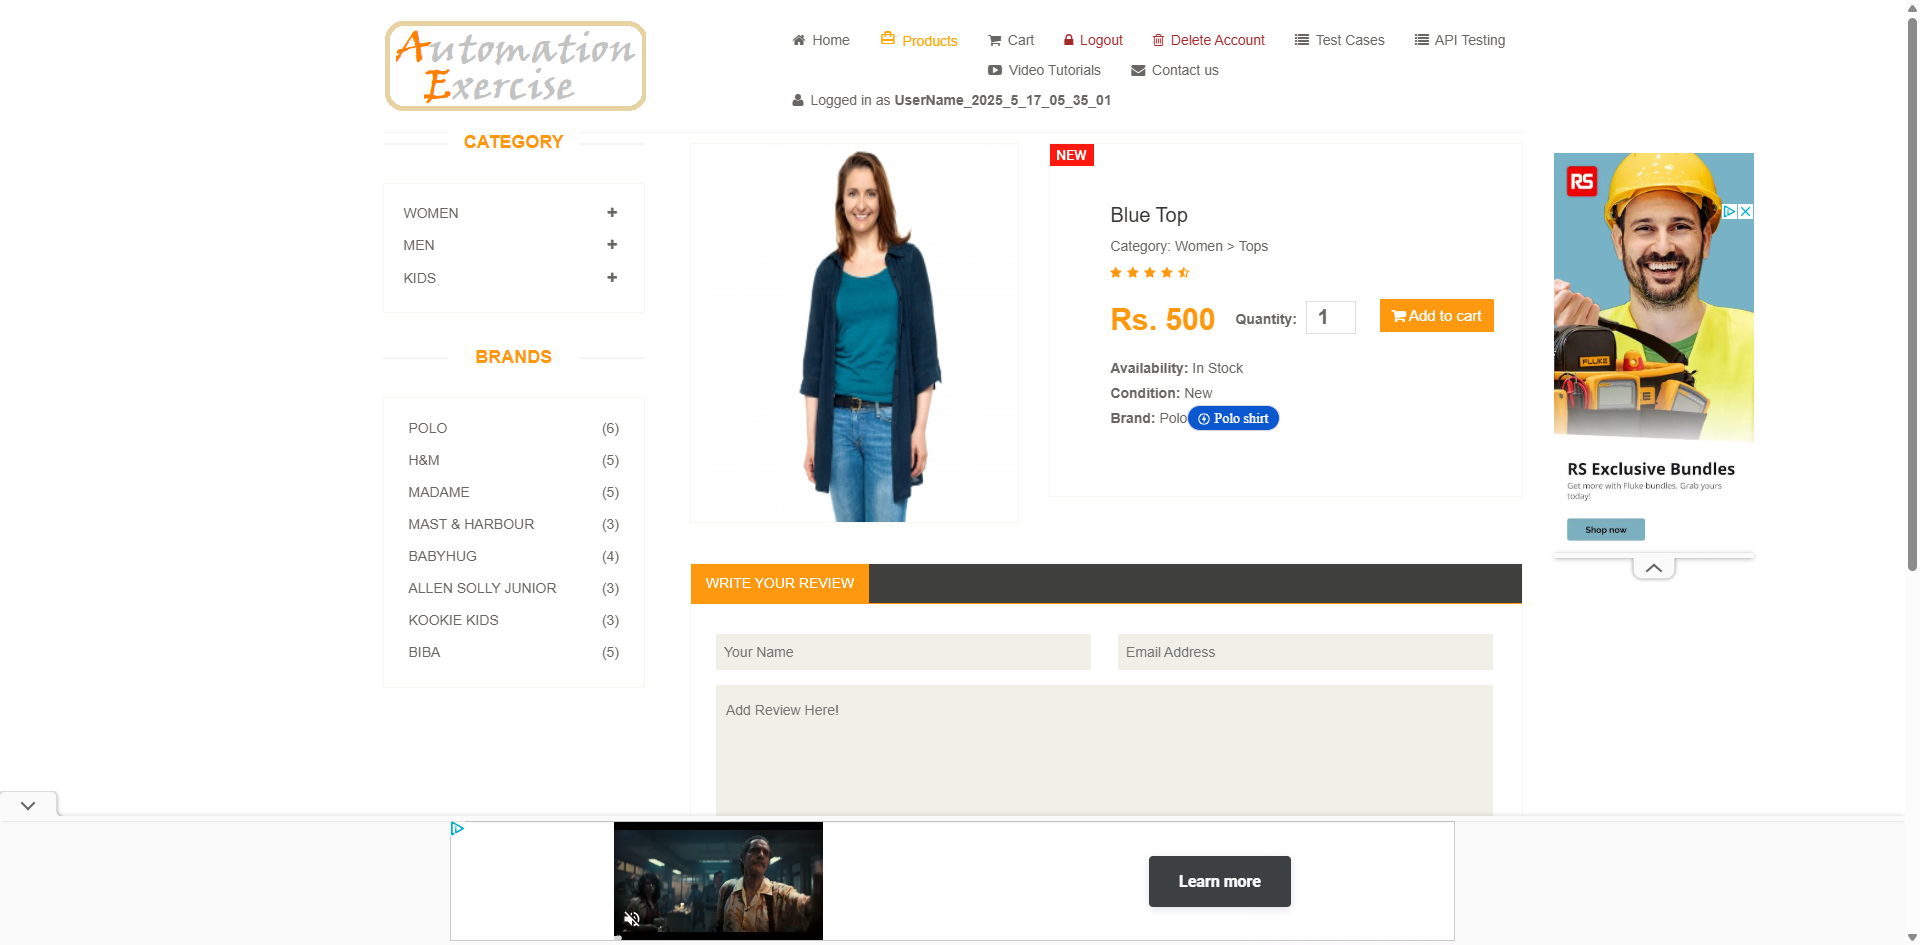 Automation
Exercise
Home
Products
Cart
Logout
Delete Account
Test Cases
API Testing
Video Tutorials
Contact us
Logged in as UserName_2025_5_17_05_35_01
CATEGORY
WOMEN
MEN
KIDS
BRANDS
POLO (6)
H&M (5)
MADAME (5)
MAST & HARBOUR (3)
BABYHUG (4)
ALLEN SOLLY JUNIOR (3)
KOOKIE KIDS (3)
BIBA (5)
NEW
Blue Top
Category: Women > Tops
Rs. 500
Quantity: 1
Add to cart
Availability: In Stock
Condition: New
Brand: Polo
Polo shirt
RS
FLUKE
RS Exclusive Bundles
Get more with Fluke bundles. Grab yours
today!
Shop now
WRITE YOUR REVIEW
Your Name
Email Address
Add Review Here!
Learn more